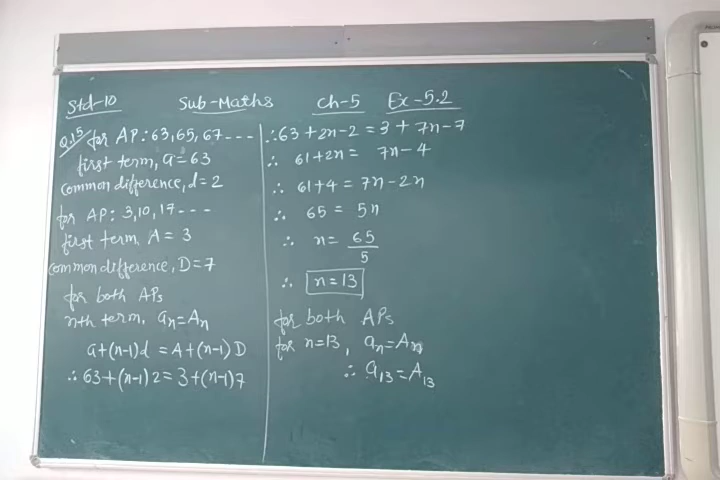 Std-10 Sub-Maths Ch-5 Ex-5.2
Q.15 for AP: 63, 65, 67 - - -
first term, a = 63
common difference, d = 2
for AP: 3, 10, 17 - - -
first term A = 3
common difference, D = 7
for both APs
nth term, aₙ = Aₙ
a + (n-1)d = A + (n-1) D
∴ 63 + (n-1) 2 = 3 + (n-1) 7
∴ 63 + 2n - 2 = 3 + 7n - 7
∴ 61 + 2n = 7n - 4
∴ 61 + 4 = 7n - 2n
∴ 65 = 5n
∴ n = 65/5
∴ n = 13
for both APs
for n = 13, aₙ = Aₙ
∴ a₁₃ = A₁₃